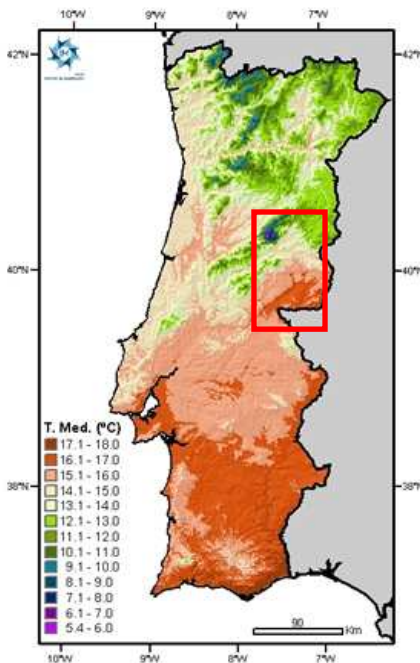 10°W 9°W 8°W 7°W
42°N 42°N
40°N 40°N
T. Med. (ºC)
17.1 - 18.0
16.1 - 17.0
15.1 - 16.0
14.1 - 15.0
13.1 - 14.0
12.1 - 13.0
11.1 - 12.0
10.1 - 11.0
9.1 - 10.0
8.1 - 9.0
7.1 - 8.0
6.1 - 7.0
5.4 - 6.0
38°N 38°N
90
Km
10°W 9°W 8°W 7°W